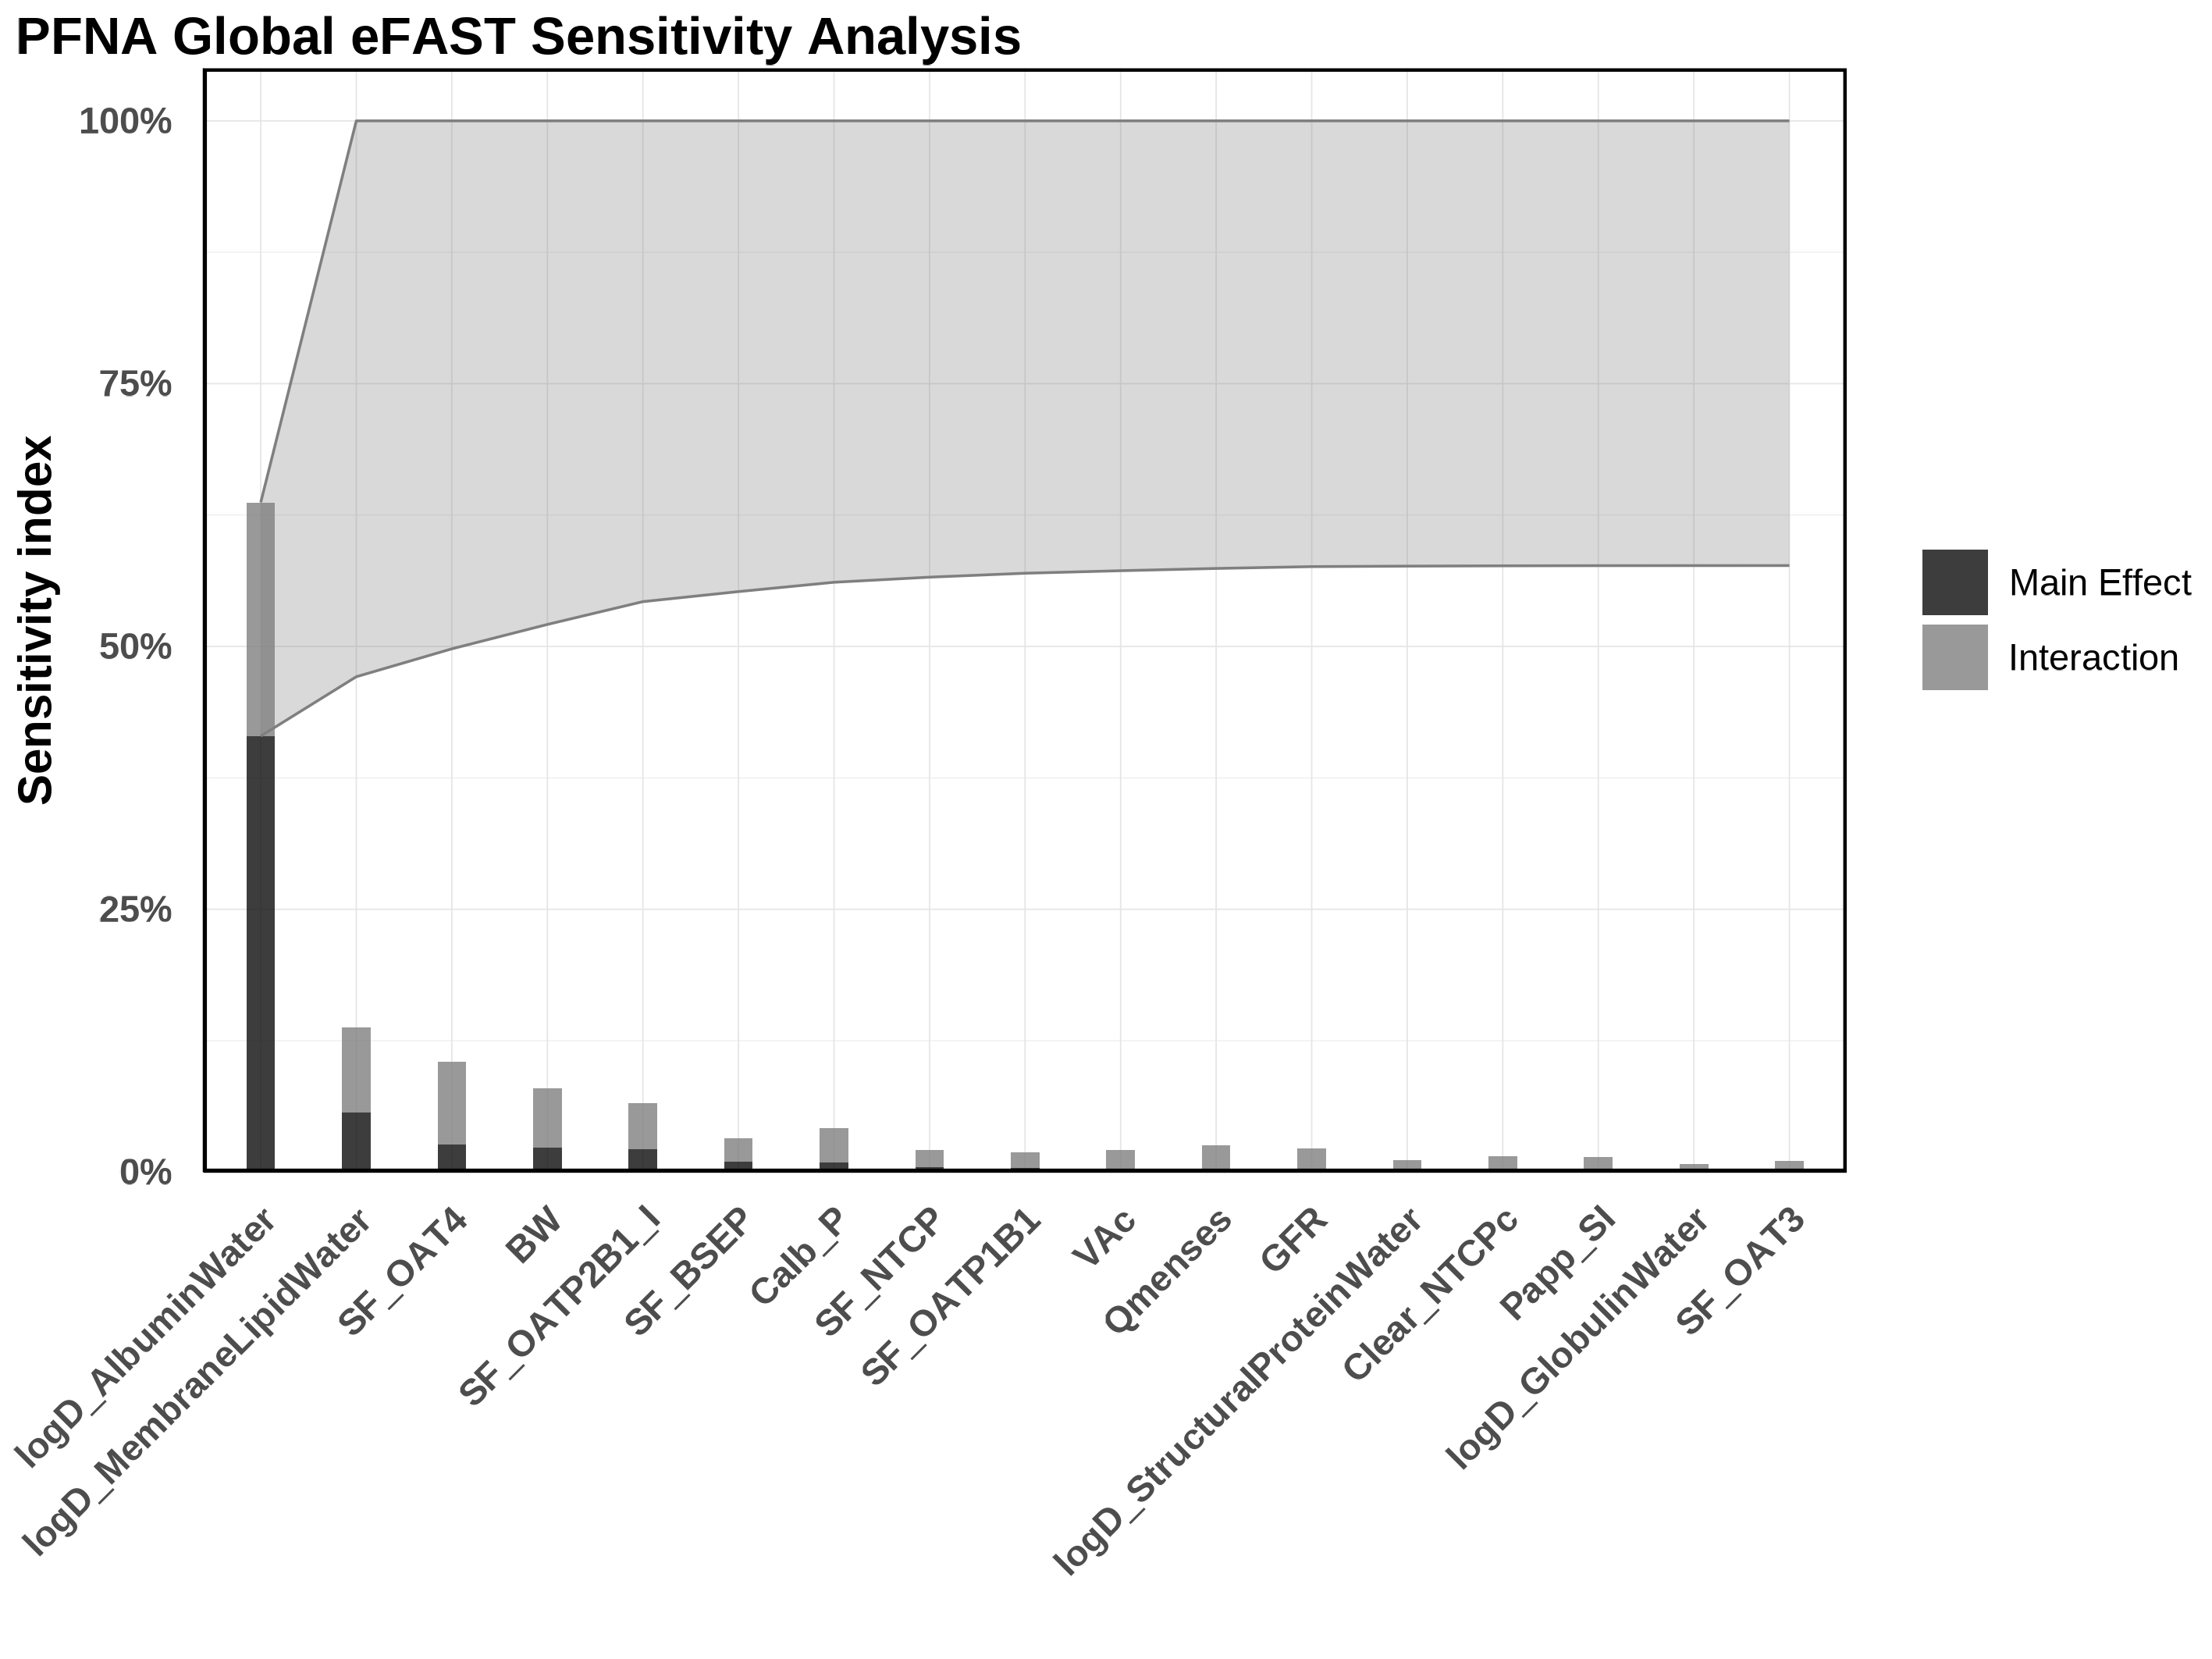 PFNA Global eFAST Sensitivity Analysis
Sensitivity index
100%
75%
50%
25%
0%
logD_AlbuminWater
logD_MembraneLipidWater
SF_OAT4
BW
SF_OATP2B1_I
SF_BSEP
Calb_P
SF_NTCP
SF_OATP1B1
VAc
Qmenses
GFR
logD_StructuralProteinWater
Clear_NTCPc
Papp_SI
logD_GlobulinWater
SF_OAT3
Main Effect
Interaction